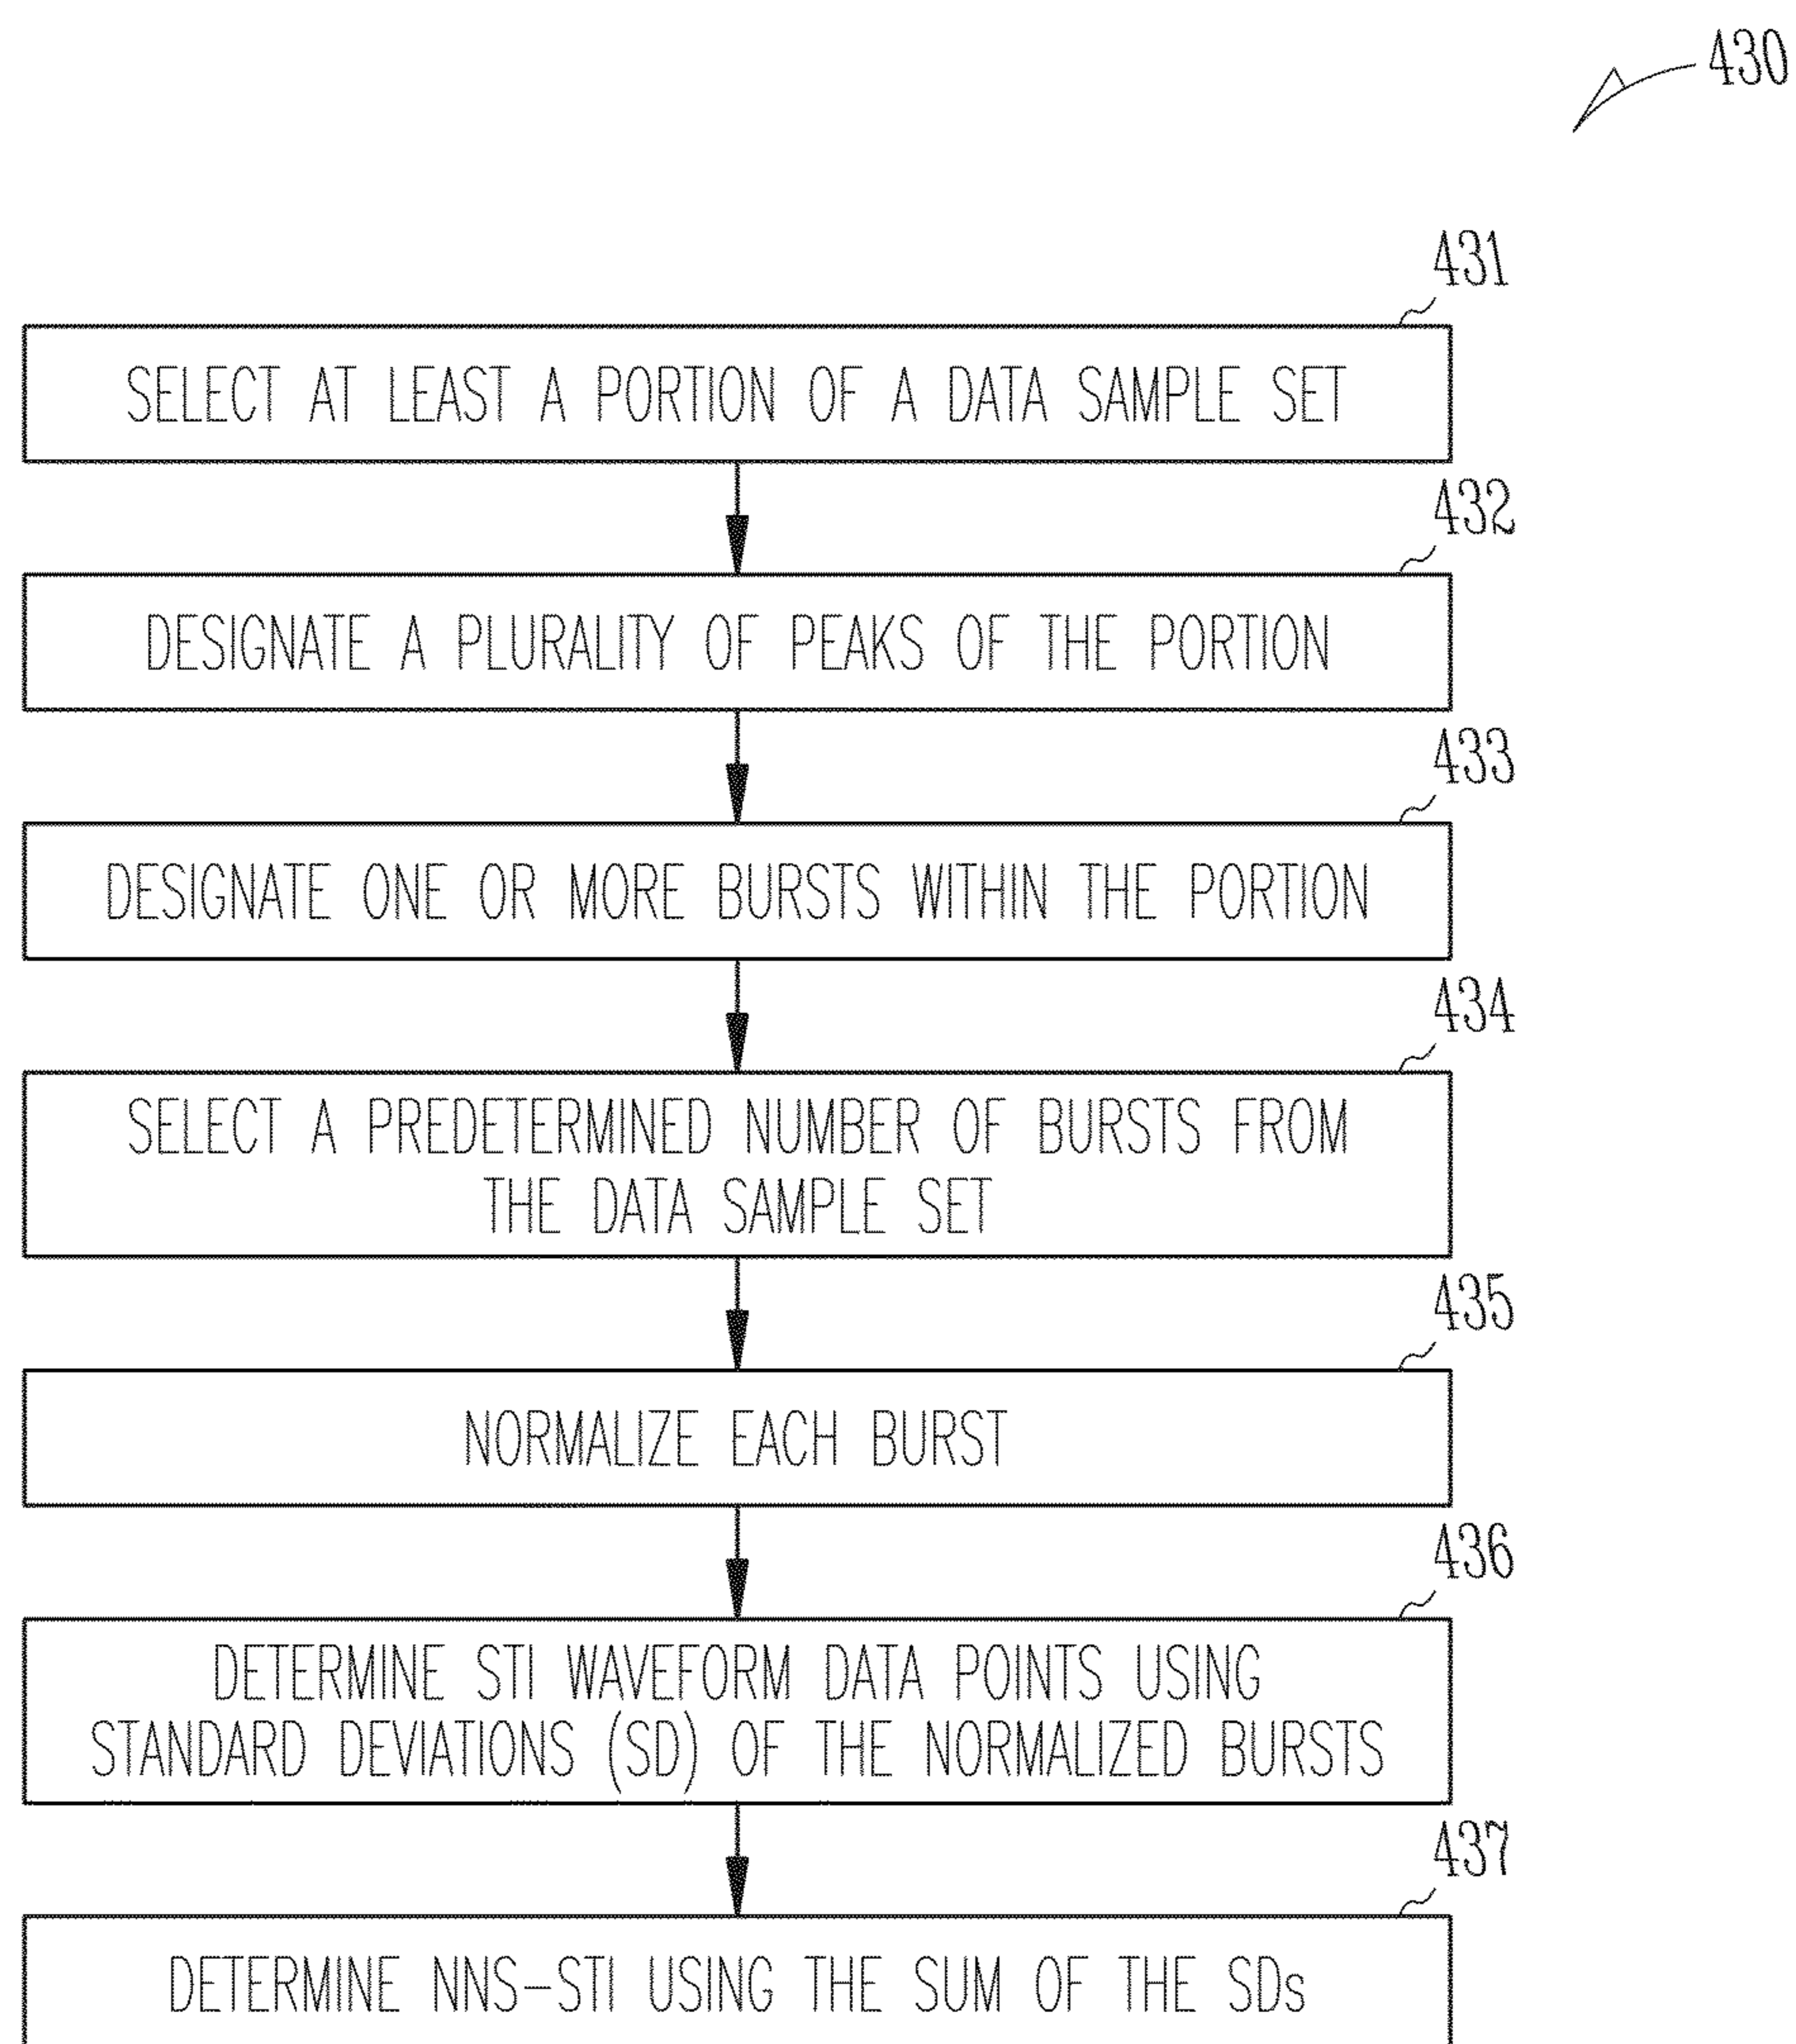 430
431
SELECT AT LEAST A PORTION OF A DATA SAMPLE SET
432
DESIGNATE A PLURALITY OF PEAKS OF THE PORTION
433
DESIGNATE ONE OR MORE BURSTS WITHIN THE PORTION
434
SELECT A PREDETERMINED NUMBER OF BURSTS FROM
THE DATA SAMPLE SET
435
NORMALIZE EACH BURST
436
DETERMINE STI WAVEFORM DATA POINTS USING
STANDARD DEVIATIONS (SD) OF THE NORMALIZED BURSTS
437
DETERMINE NNS-STI USING THE SUM OF THE SDs